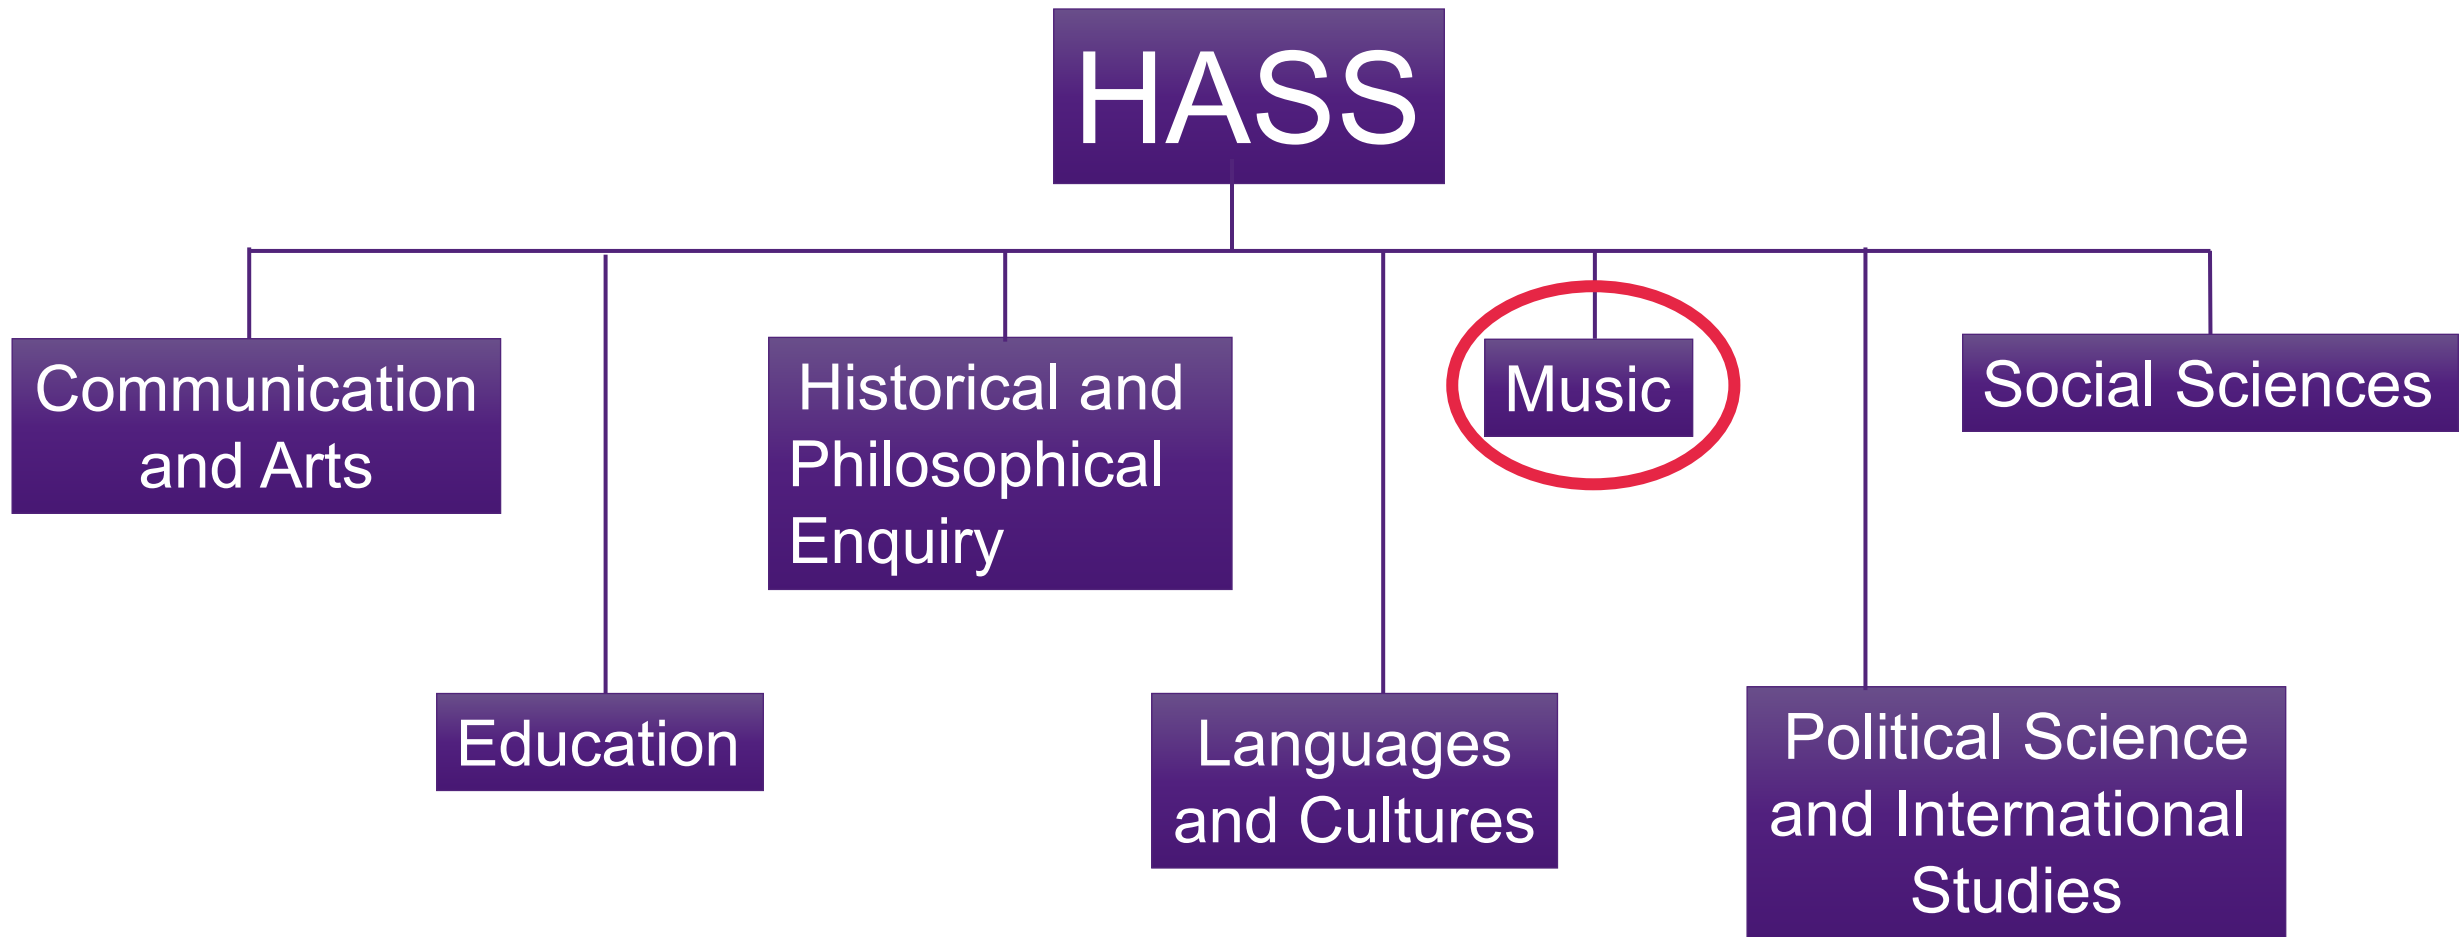 HASS
Communication
and Arts
Education
Historical and
Philosophical
Enquiry
Languages
and Cultures
Music
Political Science
and International
Studies
Social Sciences